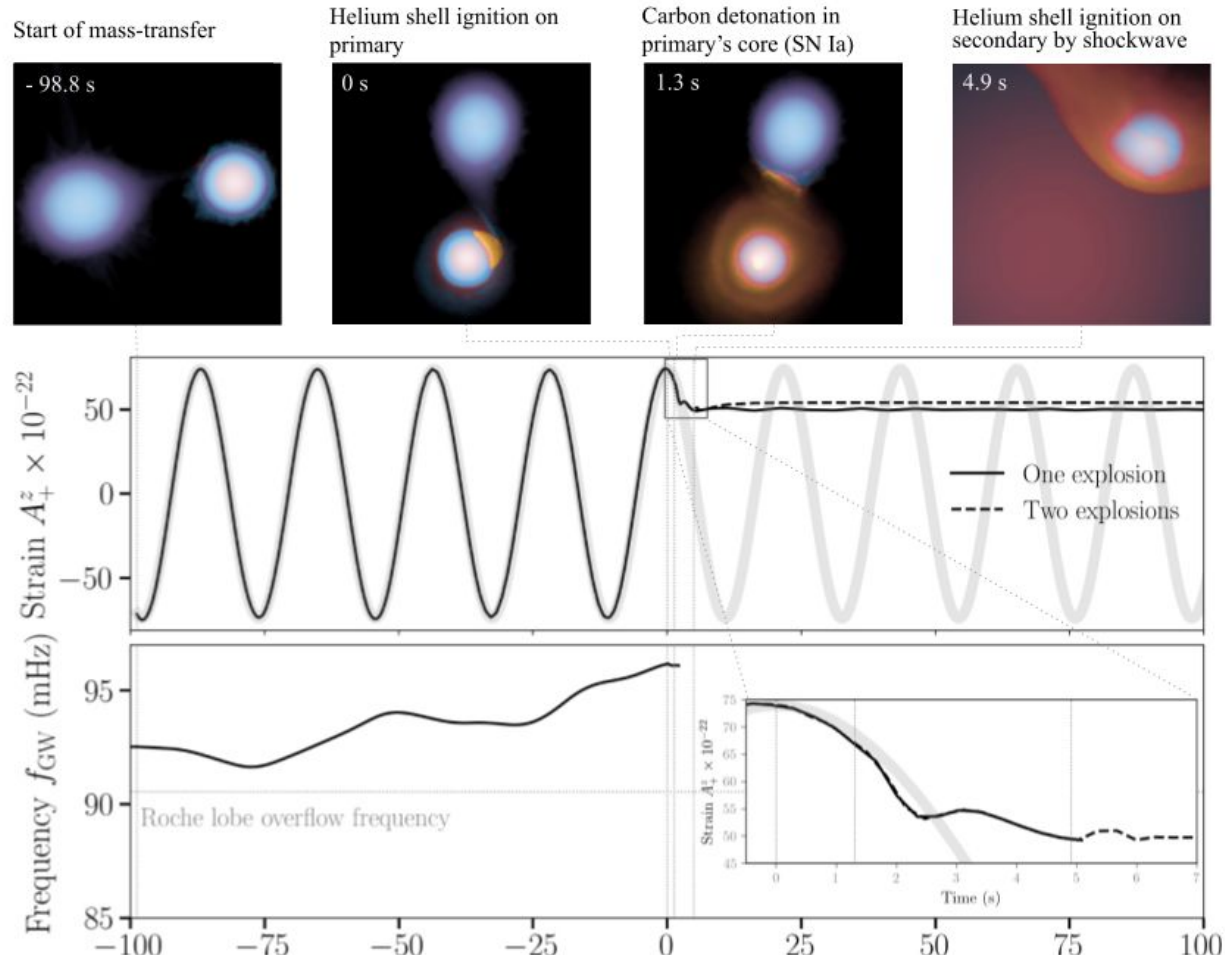 Start of mass-transfer
Helium shell ignition on
primary
Carbon detonation in
primary's core (SN Ia)
Helium shell ignition on
secondary by shockwave
- 98.8 s
0 s
1.3 s
4.9 s
Strain A^z_+ × 10^−22
50
0
−50
One explosion
Two explosions
Frequency f_GW (mHz)
95
90
85
Roche lobe overflow frequency
Strain A^z_+ × 10^−22
75
70
65
60
55
50
45
0 1 2 3 4 5 6 7
Time (s)
−100 −75 −50 −25 0 25 50 75 100